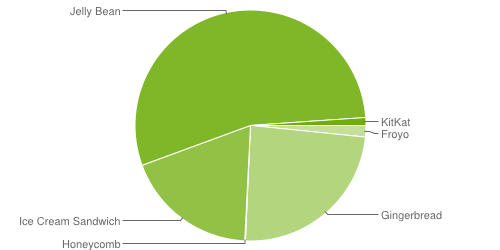 Jelly Bean
KitKat
Froyo
Gingerbread
Ice Cream Sandwich
Honeycomb